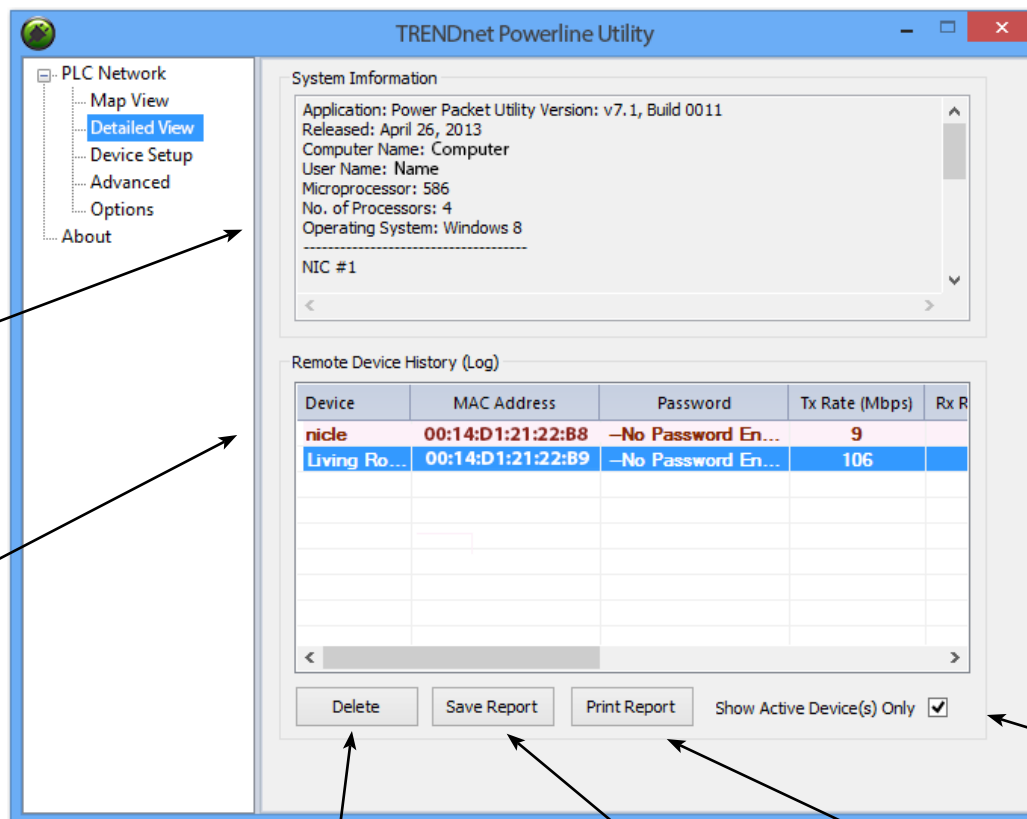 TRENDnet Powerline Utility
PLC Network
Map View
Detailed View
Device Setup
Advanced
Options
About
System Imformation
Application: Power Packet Utility Version: v7.1, Build 0011
Released: April 26, 2013
Computer Name: Computer
User Name: Name
Microprocessor: 586
No. of Processors: 4
Operating System: Windows 8
------------------------------------
NIC #1
Remote Device History (Log)
Device MAC Address Password Tx Rate (Mbps) Rx R
nicle 00:14:D1:21:22:B8 –No Password En... 9
Living Ro... 00:14:D1:21:22:B9 –No Password En... 106
Delete Save Report Print Report Show Active Device(s) Only